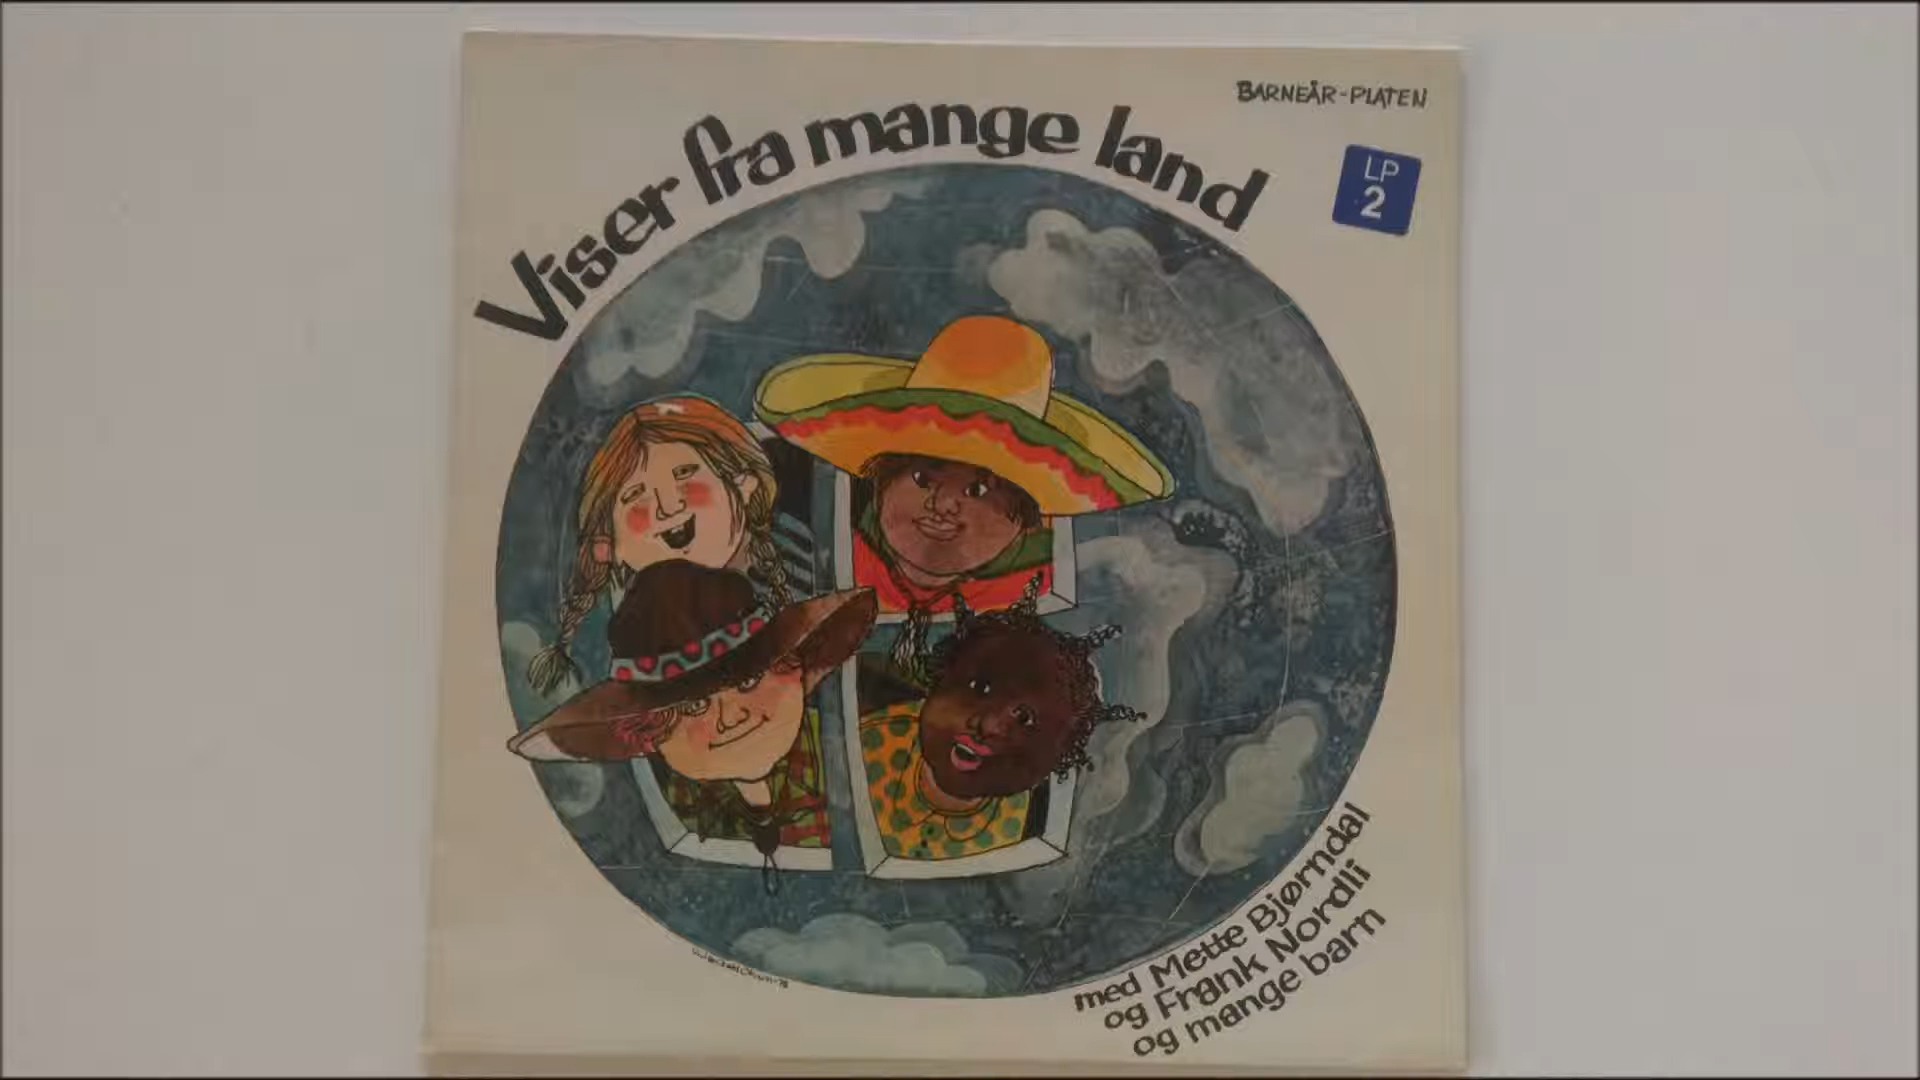 BARNEÅR-PLATEN
Viser fra mange land
LP
2
med Mette Bjørndal
og Frank Nordli
og mange barn